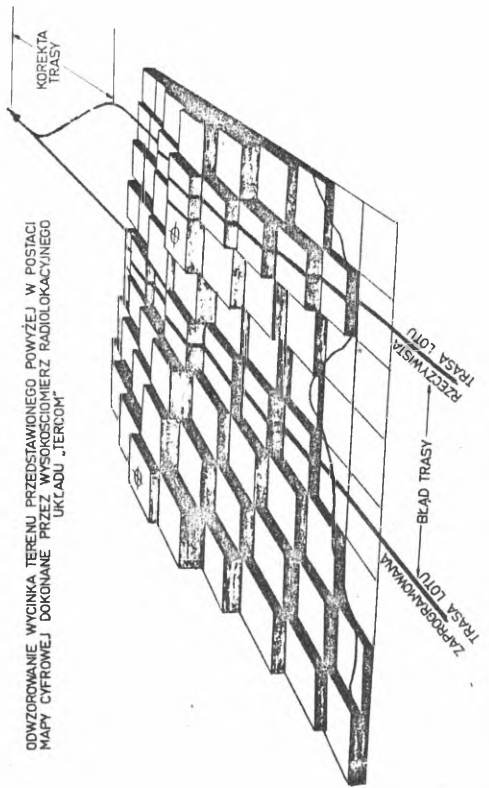 ODWZOROWANIE WYCINKA TERENU PRZEDSTAWIONEGO POWYŻEJ W POSTACI
MAPY CYFROWEJ DOKONANE PRZEZ WYSOKOŚCIOMIERZ RADIOLOKACYJNEGO
UKŁADU „TERCOM"
KOREKTA
TRASY
ZAPROGRAMOWANA
TRASA LOTU
BŁĄD TRASY
RZECZYWISTA
TRASA LOTU